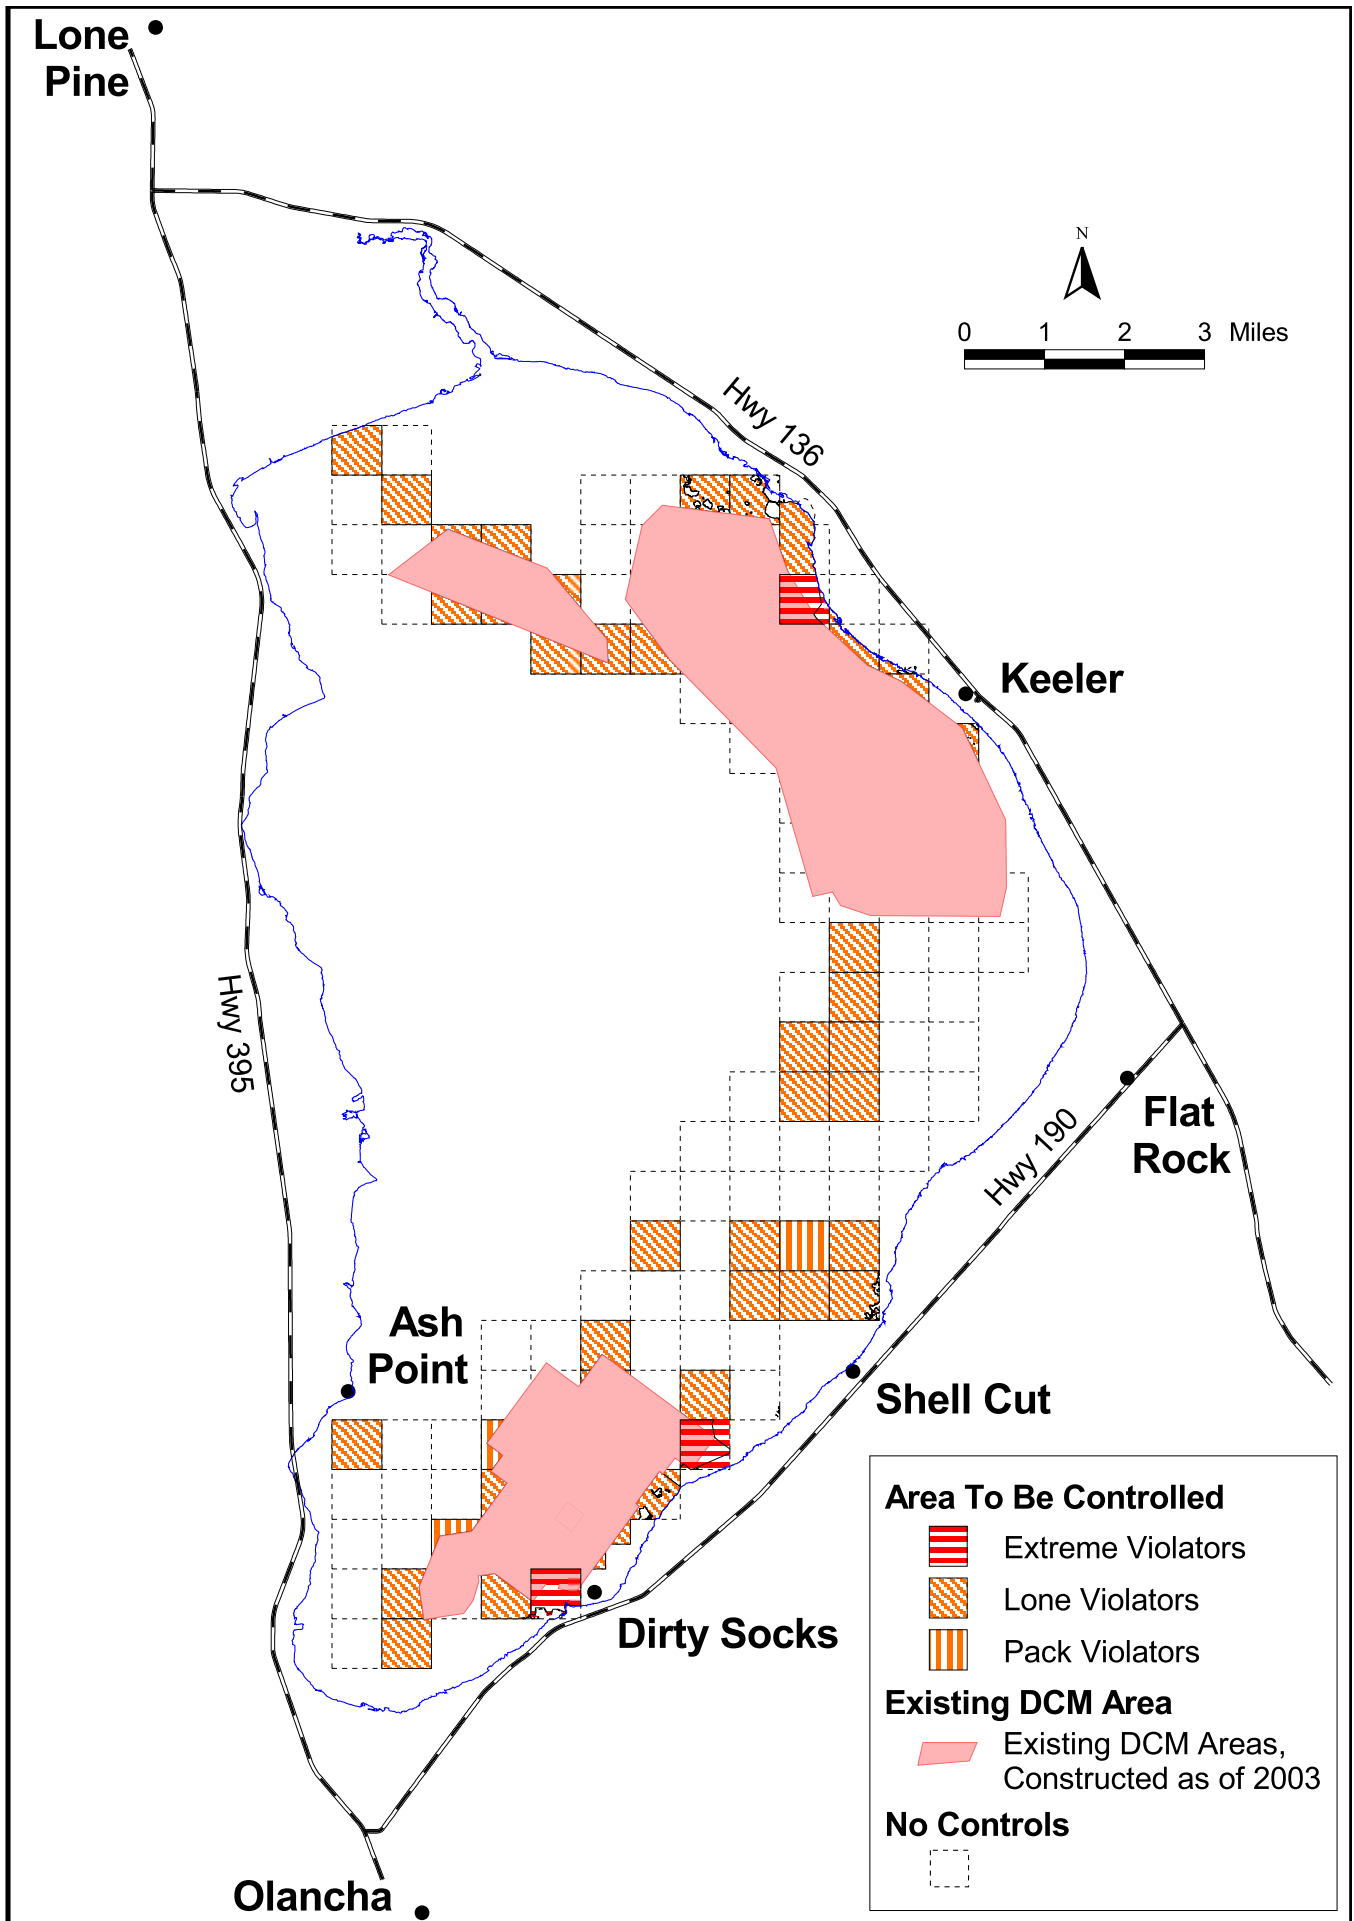 Lone
Pine
N
0 1 2 3 Miles
Hwy 136
Keeler
Hwy 395
Flat
Rock
Hwy 190
Ash
Point
Shell Cut
Dirty Socks
Olancha
Area To Be Controlled
Extreme Violators
Lone Violators
Pack Violators
Existing DCM Area
Existing DCM Areas,
Constructed as of 2003
No Controls